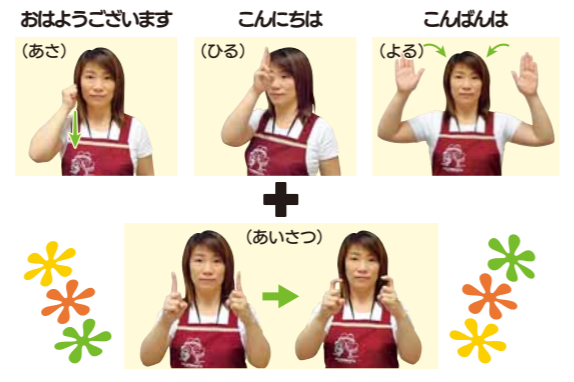 おはようございます
こんにちは
こんばんは
（あさ）
（ひる）
（よる）
（あいさつ）